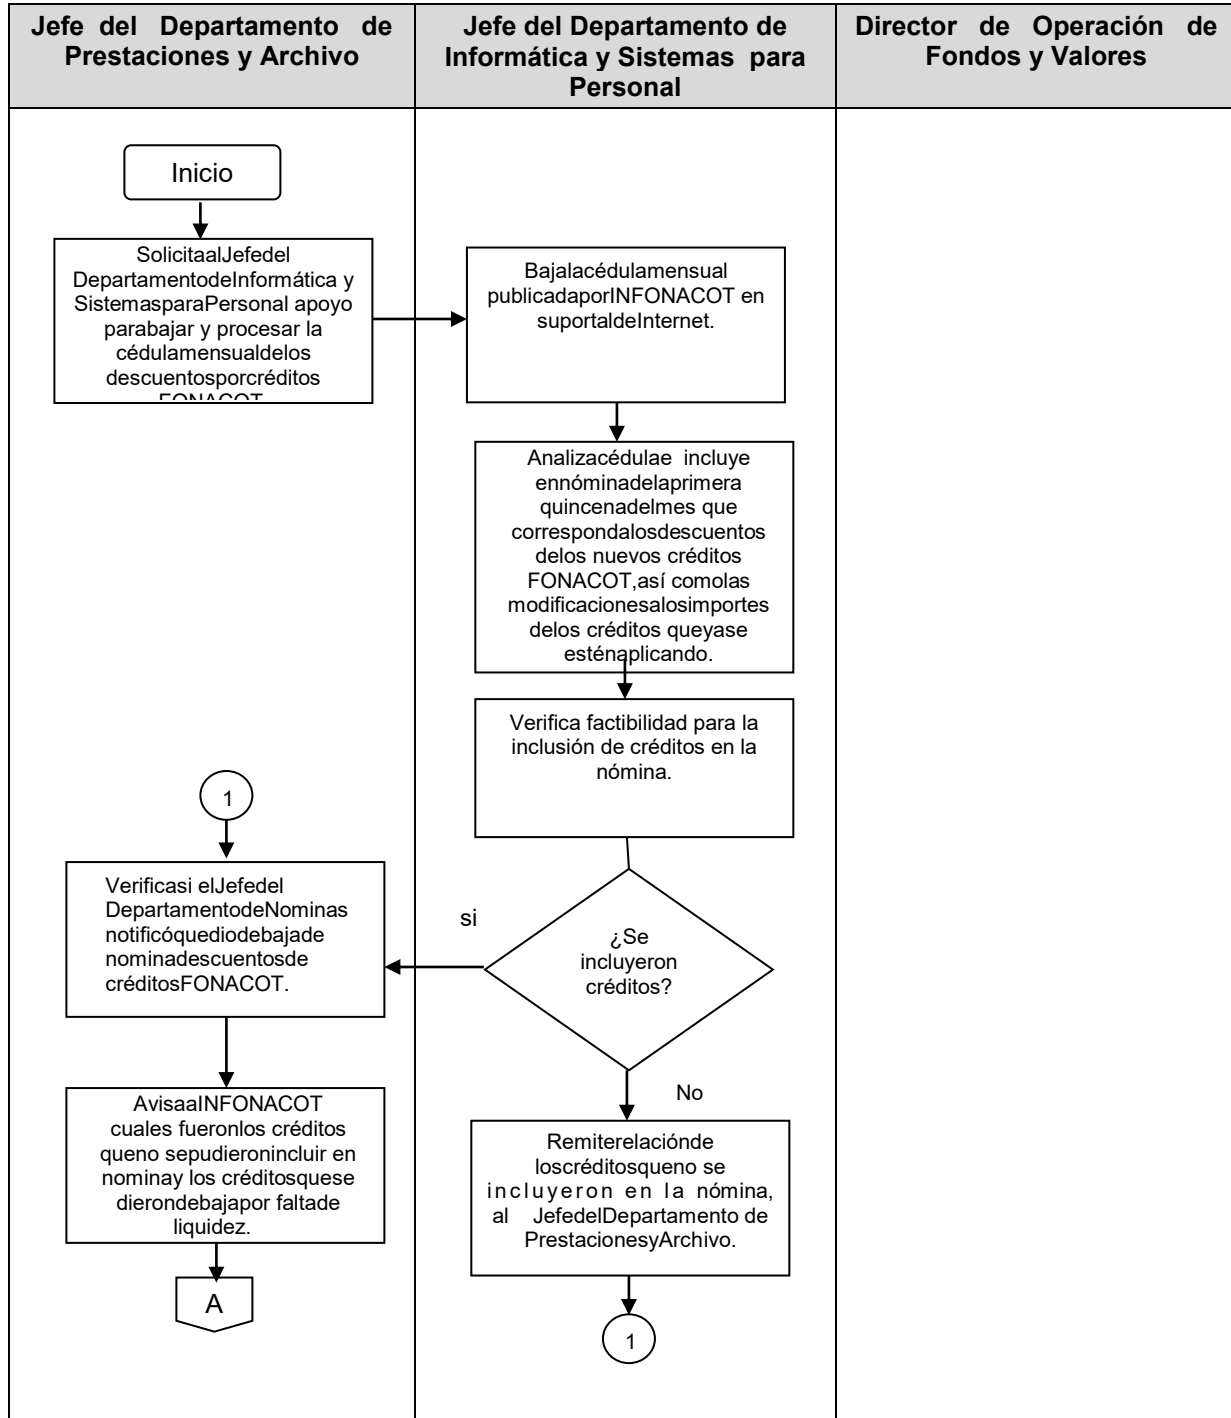 Jefe del Departamento de
Prestaciones y Archivo
Jefe del Departamento de
Informática y Sistemas para
Personal
Director de Operación de
Fondos y Valores
Inicio
SolicitaalJefedel
DepartamentodeInformática y
SistemasparaPersonal apoyo
parabajar y procesar la
cédulamensualdelos
descuentosporcréditos
FONACOT
Bajalacédulamensual
publicadaporINFONACOT en
suportaldeInternet.
Analizacédulae incluye
ennóminadelaprimera
quincenadelmes que
correspondalosdescuentos
delos nuevos créditos
FONACOT,así comolas
modificacionesalosimportes
delos créditos queyase
esténaplicando.
Verifica factibilidad para la
inclusión de créditos en la
nómina.
1
Verificasi elJefedel
DepartamentodeNominas
notificóquediodebajade
nominadescuentosde
créditosFONACOT.
si
¿Se
incluyeron
créditos?
No
AvisaaINFONACOT
cuales fueronlos créditos
queno sepudieronincluir en
nominay los créditosquese
dierondebajapor faltade
liquidez.
A
Remiterelaciónde
loscréditosqueno se
incluyeron en la nómina,
al JefedelDepartamento de
PrestacionesyArchivo.
1